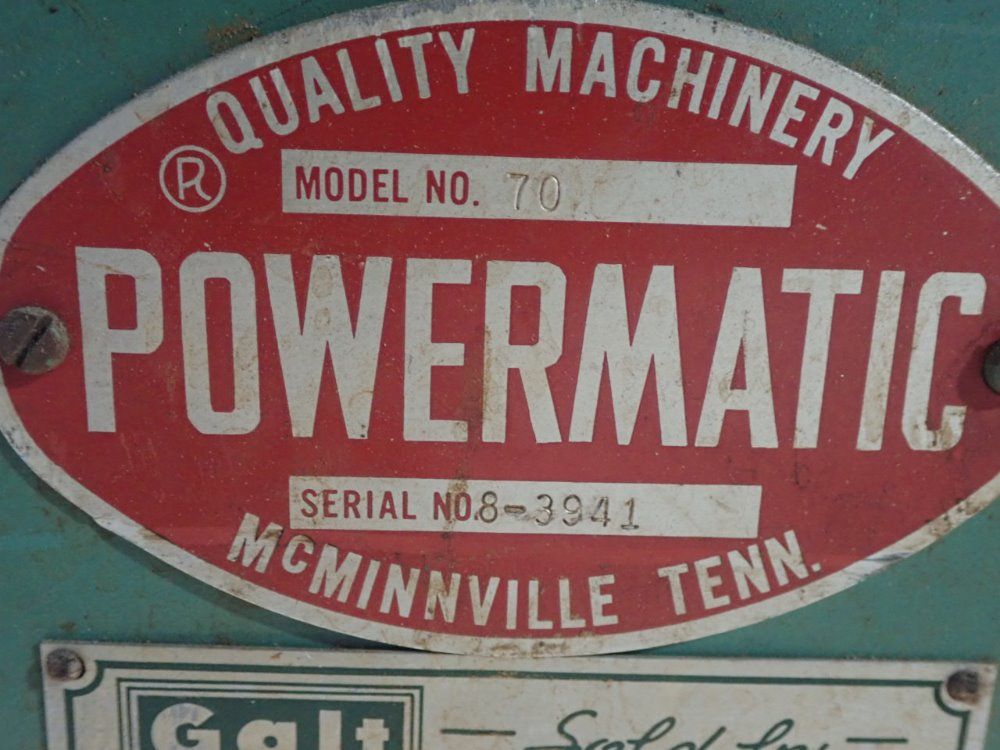 QUALITY MACHINERY
®
MODEL NO. 70
POWERMATIC
SERIAL NO. 8-3941
MCMINNVILLE TENN.
Galt